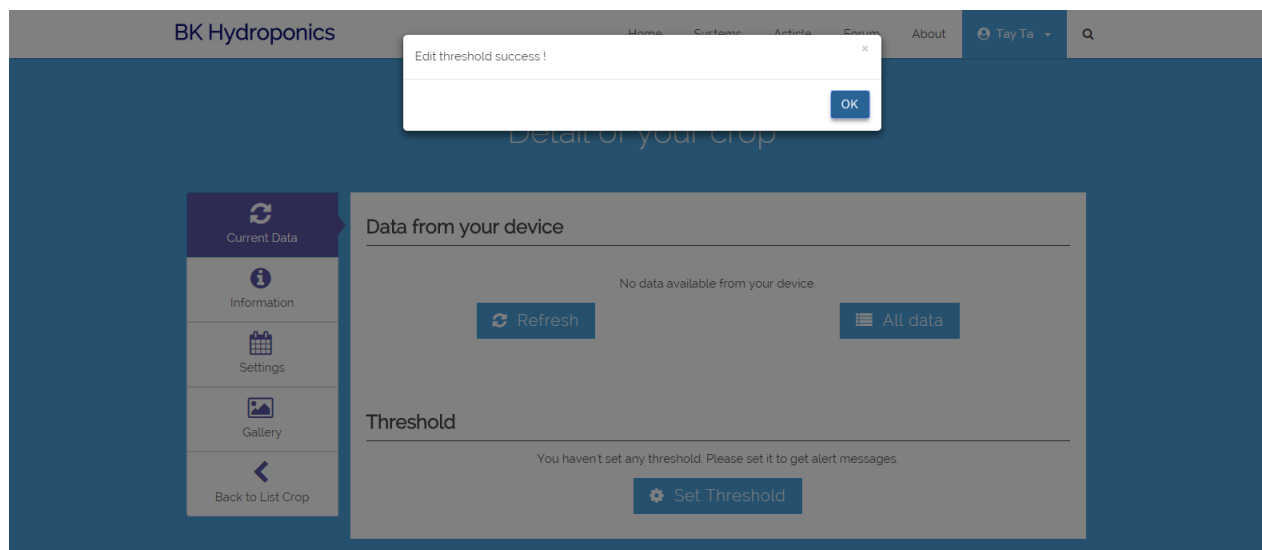 BK Hydroponics
Home Systems Acticle Forum About Tay Ta
Edit threshold success !
×
OK
Detail of your crop
Current Data
Information
Settings
Gallery
Back to List Crop
Data from your device
No data available from your device.
Refresh All data
Threshold
You haven't set any threshold. Please set it to get alert messages.
Set Threshold